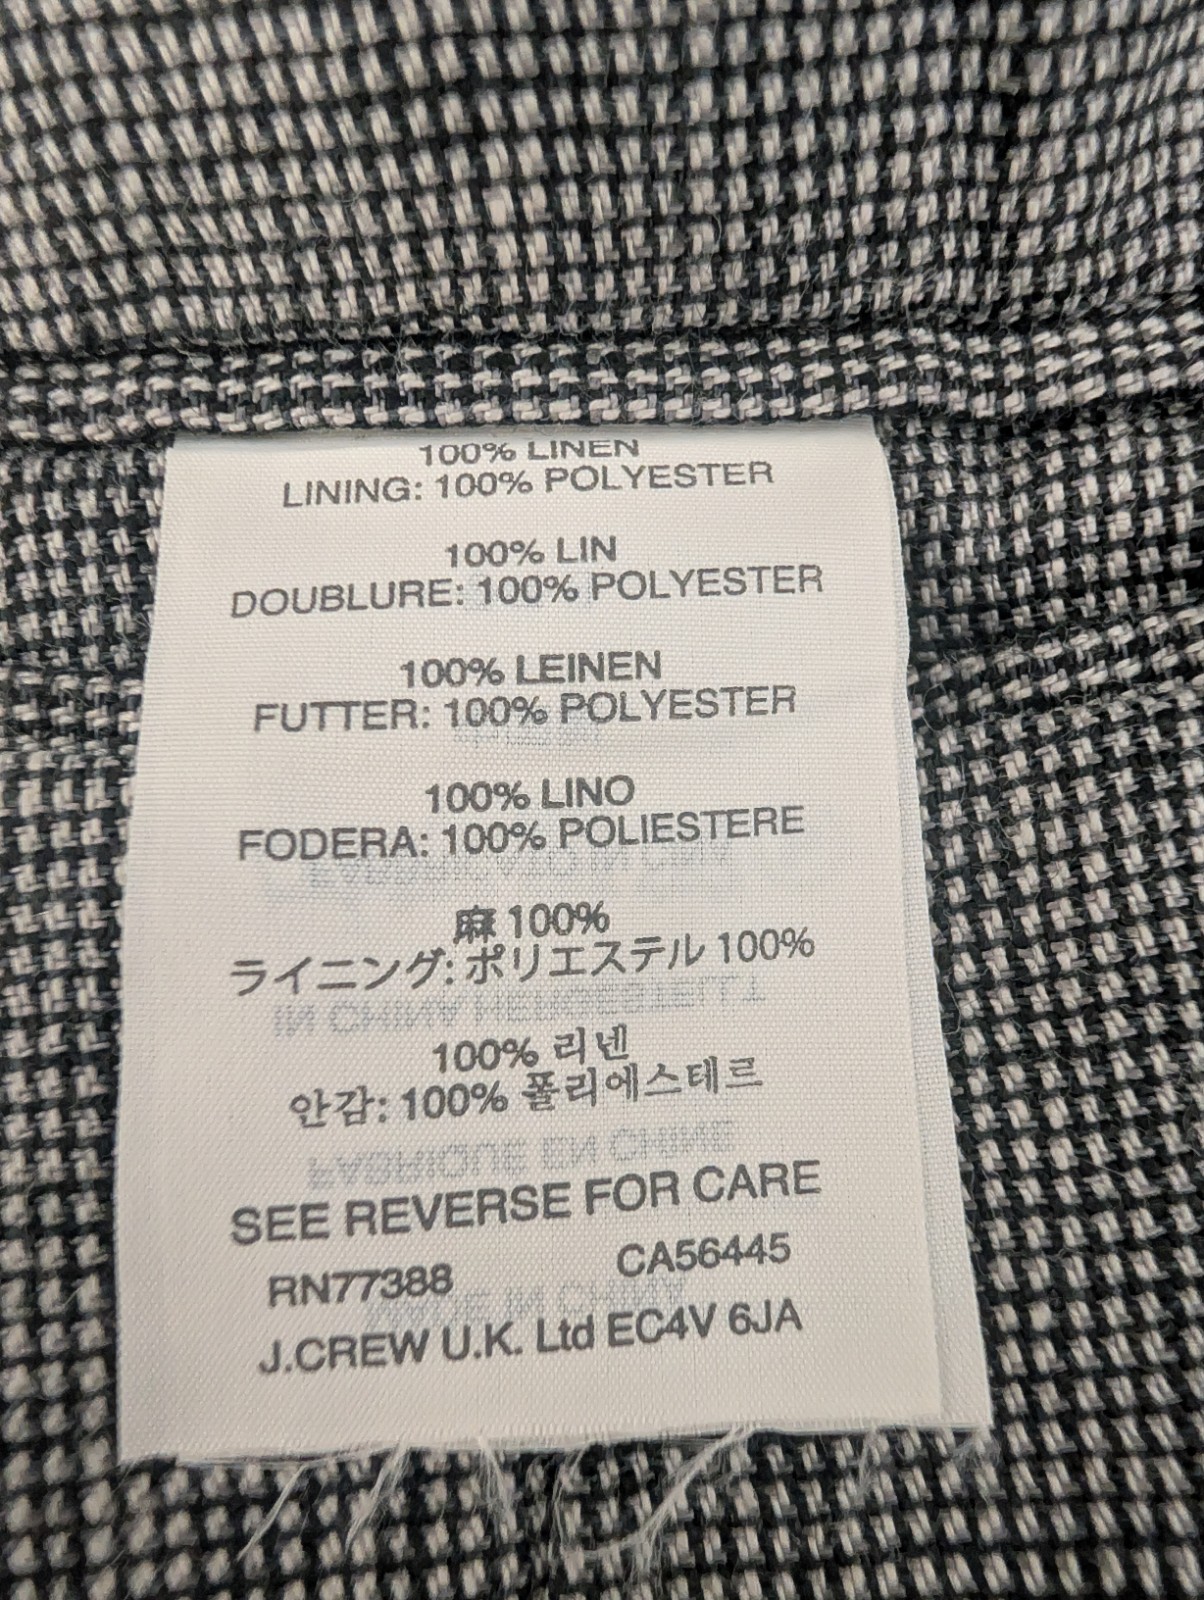 100% LINEN
LINING: 100% POLYESTER
100% LIN
DOUBLURE: 100% POLYESTER
100% LEINEN
FUTTER: 100% POLYESTER
100% LINO
FODERA: 100% POLIESTERE
麻 100%
ライニング: ポリエステル 100%
100% 리넨
안감: 100% 폴리에스테르
SEE REVERSE FOR CARE
RN77388 CA56445
J.CREW U.K. Ltd EC4V 6JA